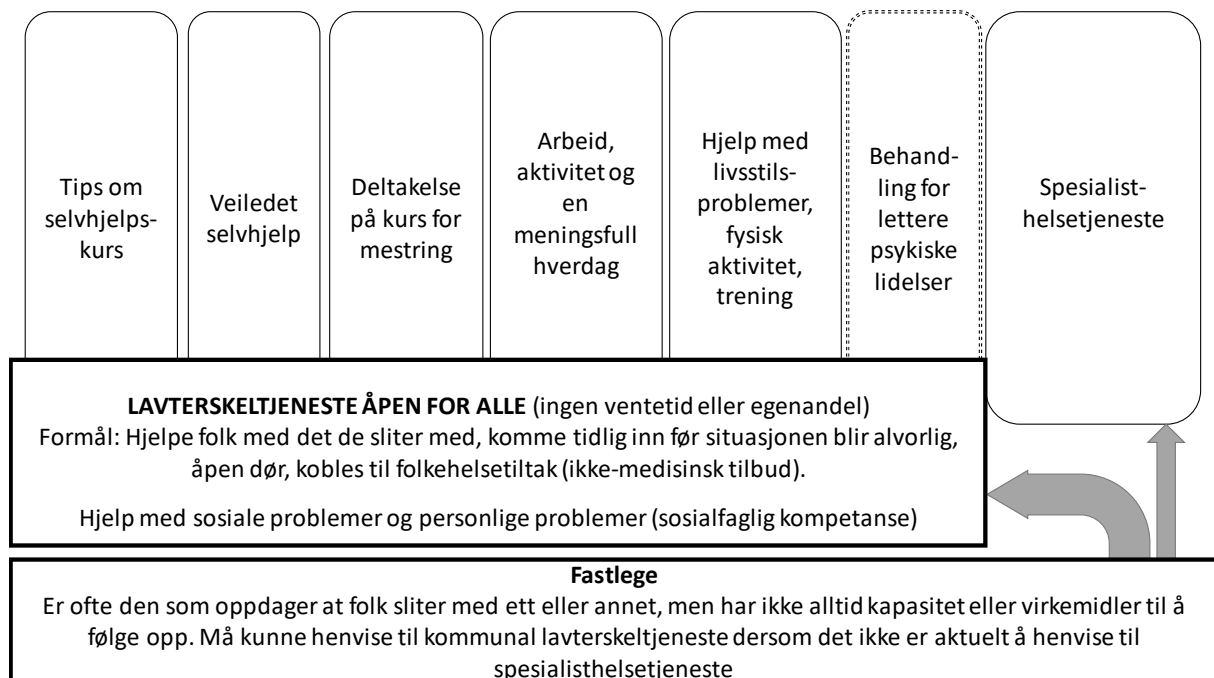 Tips om
selvhjelps-
kurs
Veiledet
selvhjelp
Deltakelse
på kurs for
mestring
Arbeid,
aktivitet og
en
meningsfull
hverdag
Hjelp med
livsstils-
problemer,
fysisk
aktivitet,
trening
Behand-
ling for
lettere
psykiske
lidelser
Spesialist-
helsetjeneste
LAVTERSKELTJENESTE ÅPEN FOR ALLE (ingen ventetid eller egenandel)
Formål: Hjelpe folk med det de sliter med, komme tidlig inn før situasjonen blir alvorlig,
åpen dør, kobles til folkehelsetiltak (ikke-medisinsk tilbud).
Hjelp med sosiale problemer og personlige problemer (sosialfaglig kompetanse)
Fastlege
Er ofte den som oppdager at folk sliter med ett eller annet, men har ikke alltid kapasitet eller virkemidler til å
følge opp. Må kunne henvise til kommunal lavterskeltjeneste dersom det ikke er aktuelt å henvise til
spesialisthelsetjeneste